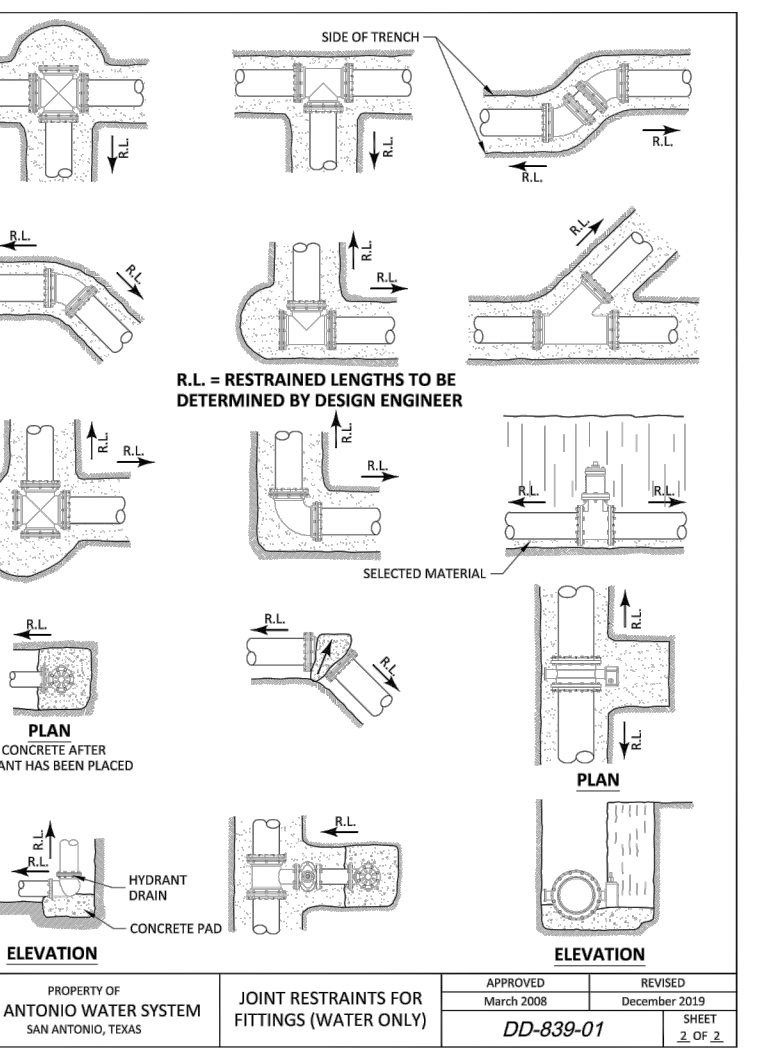 SIDE OF TRENCH
R.L.
R.L.
R.L.
R.L.
R.L.
R.L
R.L.
R.L.
R.L.
R.L. = RESTRAINED LENGTHS TO BE
DETERMINED BY DESIGN ENGINEER
R.L.
R.L.
R.L.
R.L.
R.L.
R.L.
SELECTED MATERIAL
R.L.
R.L.
R.L.
R.L.
R.L.
PLAN
CONCRETE AFTER
ANT HAS BEEN PLACED
PLAN
R.L.
R.L.
R.L.
HYDRANT
DRAIN
CONCRETE PAD
ELEVATION
ELEVATION
PROPERTY OF
ANTONIO WATER SYSTEM
SAN ANTONIO, TEXAS
JOINT RESTRAINTS FOR
FITTINGS (WATER ONLY)
APPROVED
March 2008
REVISED
December 2019
DD-839-01
SHEET
2 OF 2